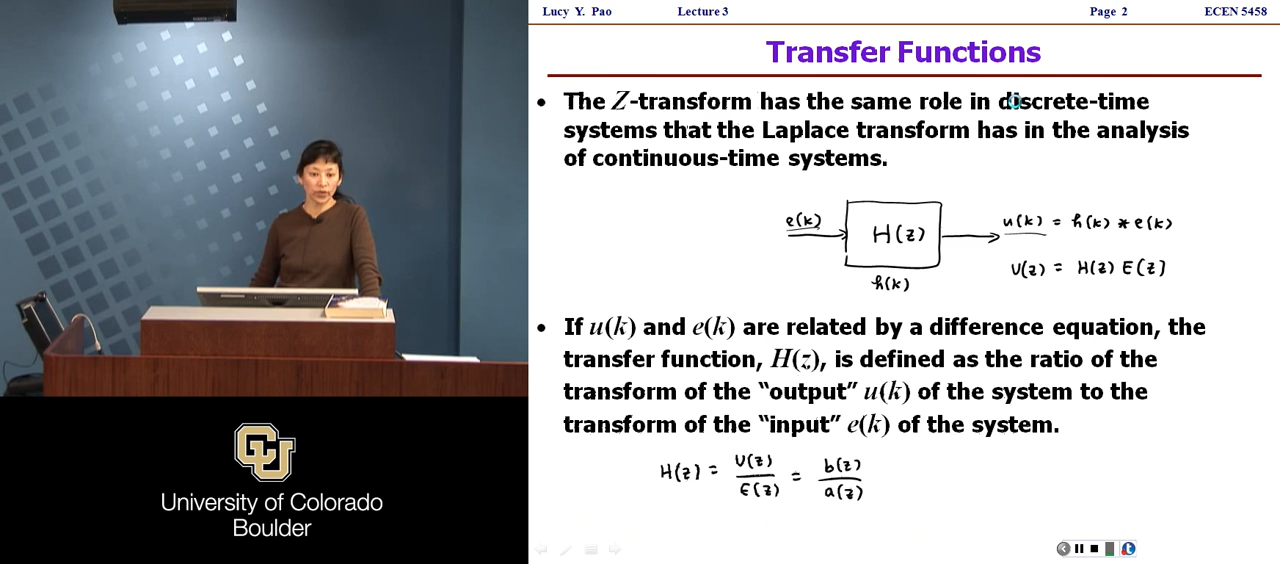 Lucy Y. Pao Lecture 3 Page 2 ECEN 5458
Transfer Functions
• The Z-transform has the same role in discrete-time
systems that the Laplace transform has in the analysis
of continuous-time systems.
e(k) H(z) u(k) = h(k) * e(k)
h(k) U(z) = H(z) E(z)
• If u(k) and e(k) are related by a difference equation, the
transfer function, H(z), is defined as the ratio of the
transform of the “output” u(k) of the system to the
transform of the “input” e(k) of the system.
H(z) = U(z) / E(z) = b(z) / a(z)
CU
University of Colorado
Boulder